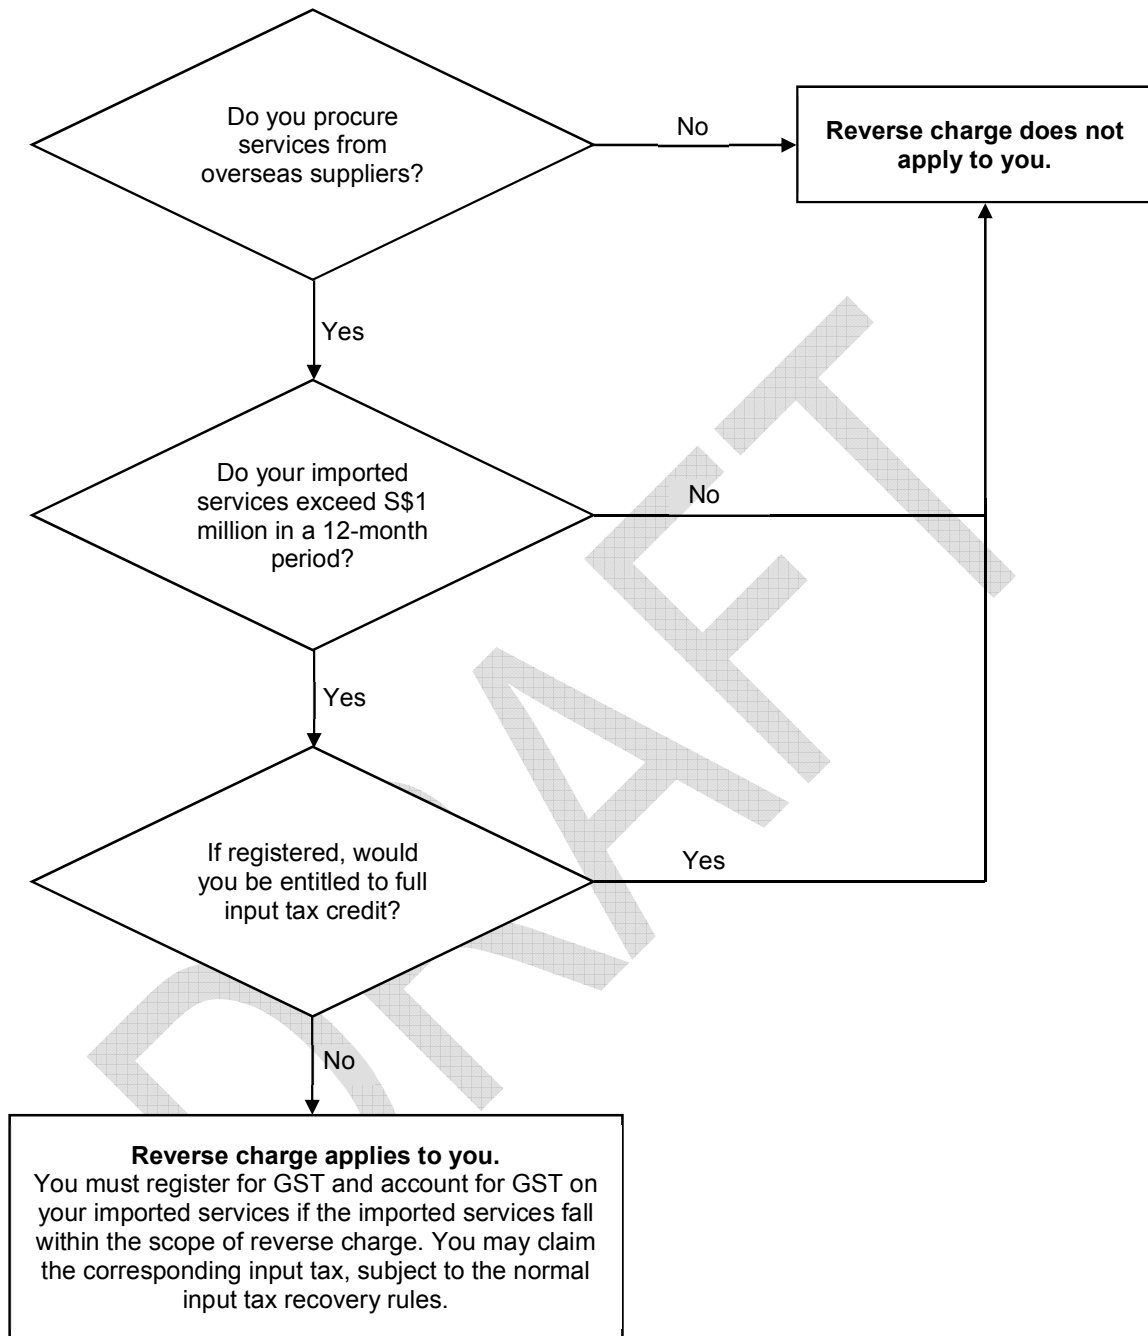 Do you procure
services from
overseas suppliers?
No
Reverse charge does not
apply to you.
Yes
Do your imported
services exceed S$1
million in a 12-month
period?
No
Yes
If registered, would
you be entitled to full
input tax credit?
Yes
No
Reverse charge applies to you.
You must register for GST and account for GST on
your imported services if the imported services fall
within the scope of reverse charge. You may claim
the corresponding input tax, subject to the normal
input tax recovery rules.
DRAFT